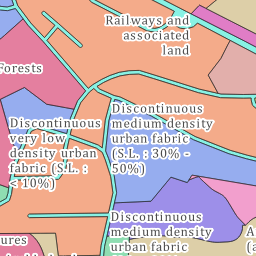 Railways and
associated
land
Forests
Discontinuous
medium density
urban fabric
(S.L. : 30% -
50%)
Discontinuous
very low
density urban
fabric (S.L. :
< 10%)
Discontinuous
medium density
urban fabric